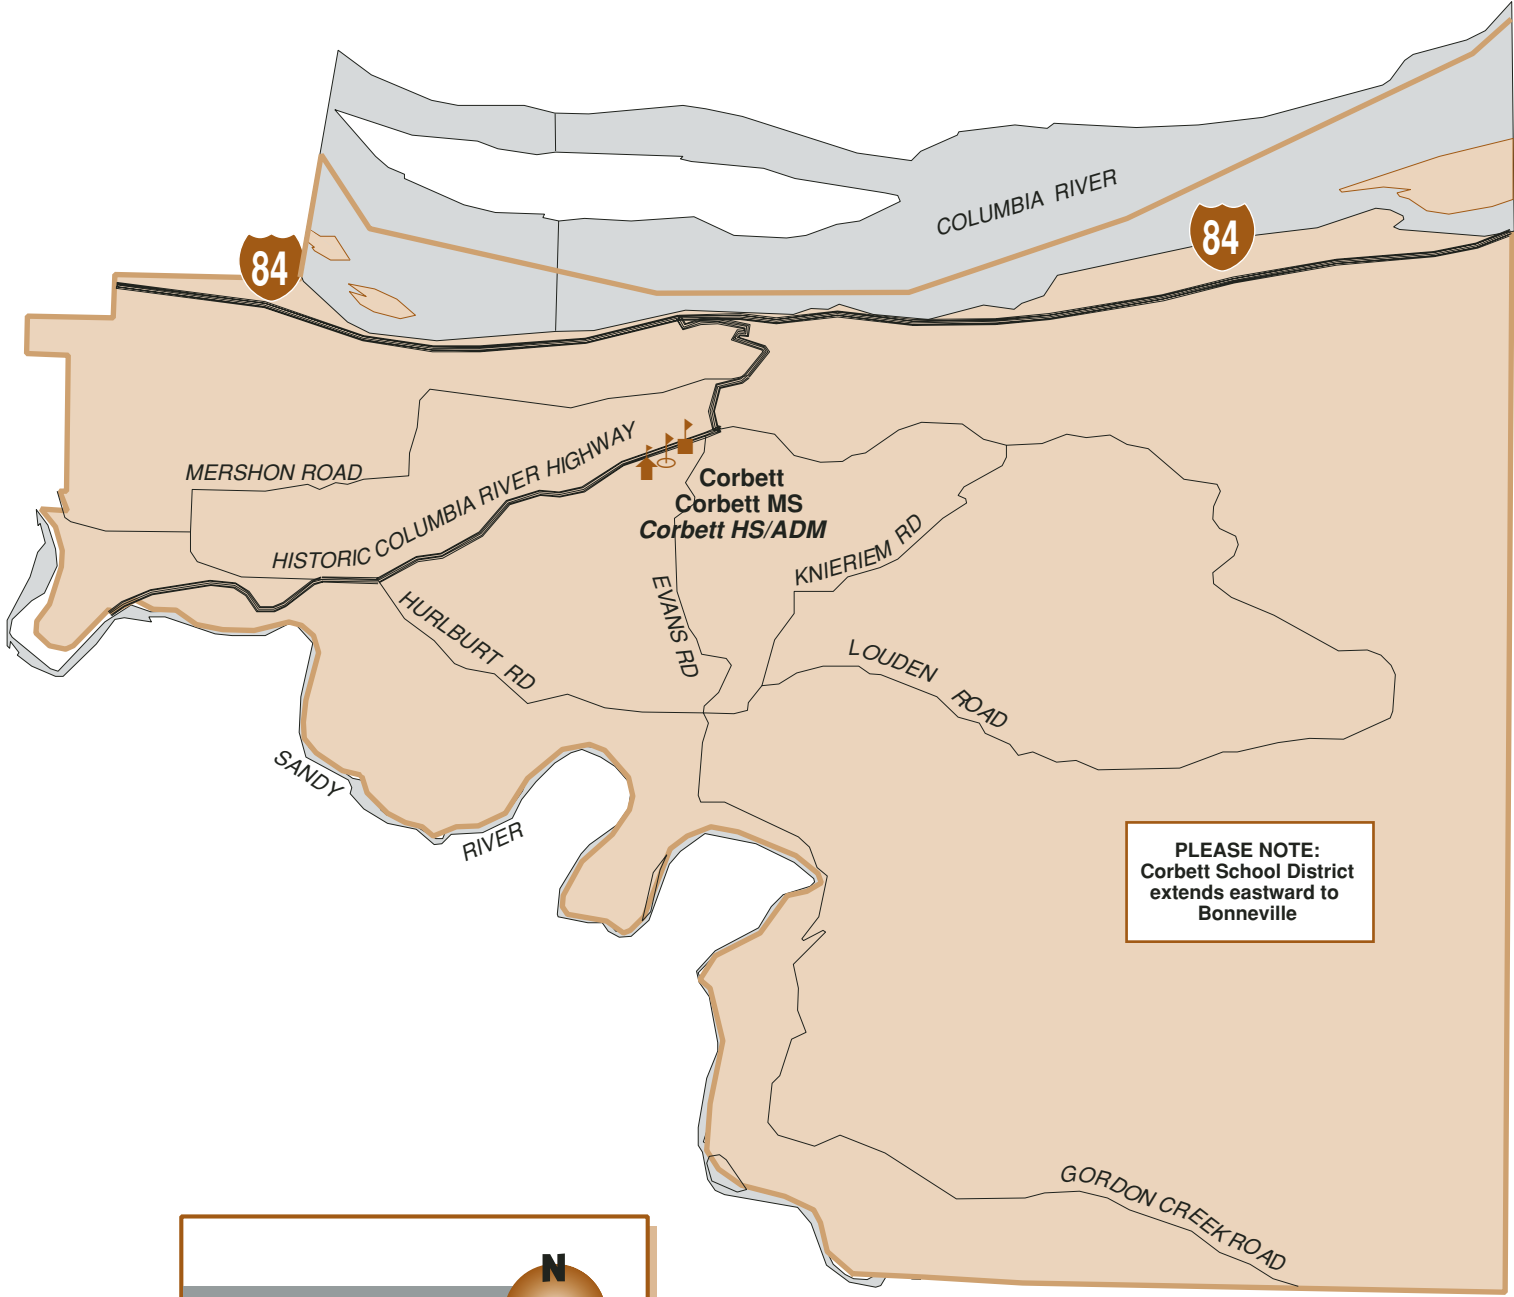 COLUMBIA RIVER
84
84
MERSHON ROAD
HISTORIC COLUMBIA RIVER HIGHWAY
Corbett
Corbett MS
Corbett HS/ADM
KNIERIEM RD
EVANS RD
HURLBURT RD
LOUDEN ROAD
SANDY RIVER
PLEASE NOTE:
Corbett School District
extends eastward to
Bonneville
GORDON CREEK ROAD
N